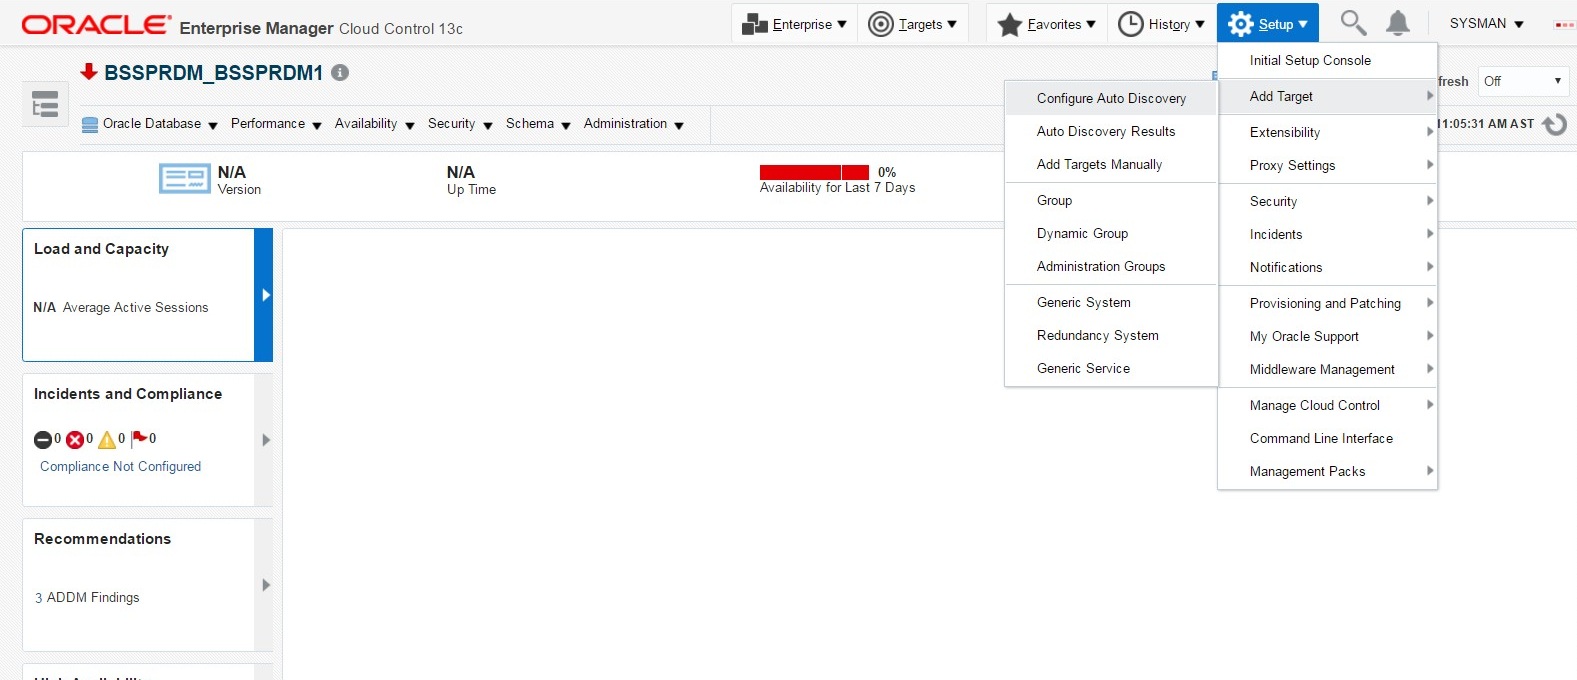 ORACLE Enterprise Manager Cloud Control 13c
Enterprise
Targets
Favorites
History
Setup
SYSMAN
BSSPRDM_BSSPRDM1
Off
11:05:31 AM AST
Oracle Database
Performance
Availability
Security
Schema
Administration
N/A
Version
N/A
Up Time
0%
Availability for Last 7 Days
Load and Capacity
N/A Average Active Sessions
Incidents and Compliance
0 0 0 0
Compliance Not Configured
Recommendations
3 ADDM Findings
Configure Auto Discovery
Auto Discovery Results
Add Targets Manually
Group
Dynamic Group
Administration Groups
Generic System
Redundancy System
Generic Service
Initial Setup Console
Add Target
Extensibility
Proxy Settings
Security
Incidents
Notifications
Provisioning and Patching
My Oracle Support
Middleware Management
Manage Cloud Control
Command Line Interface
Management Packs